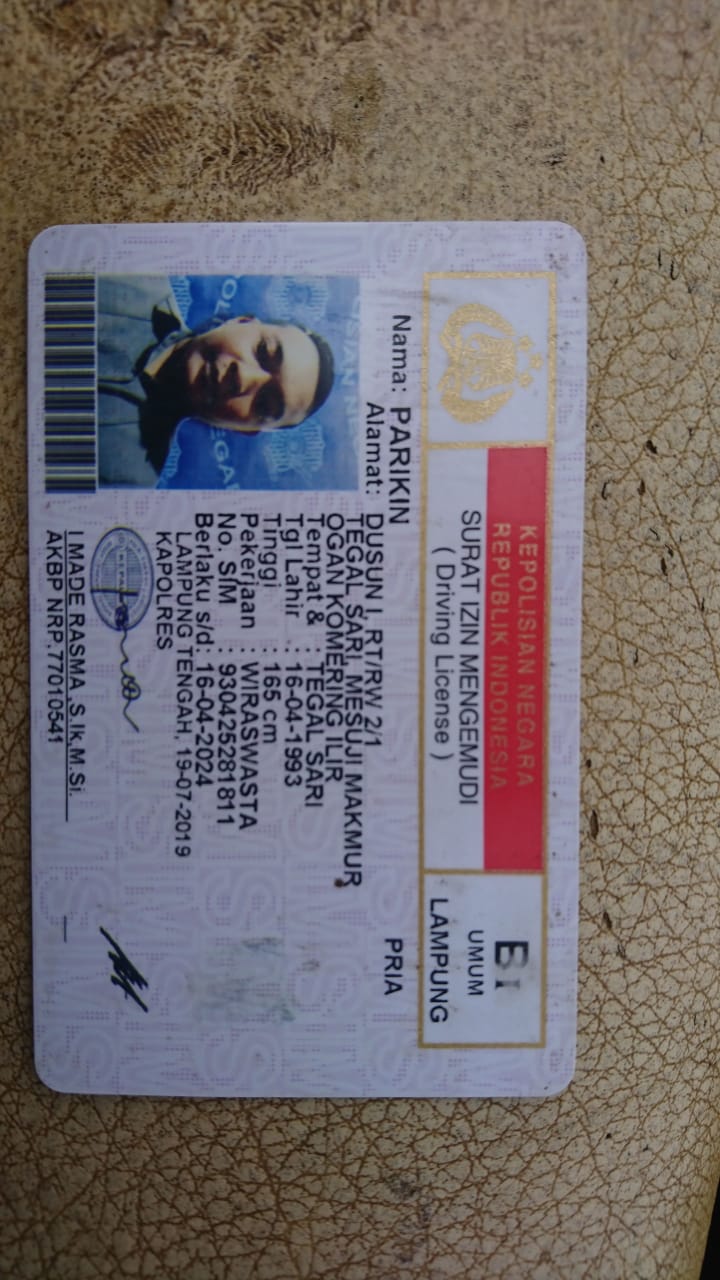 KEPOLISIAN NEGARA
REPUBLIK INDONESIA
SURAT IZIN MENGEMUDI
( Driving License )
BI
UMUM
LAMPUNG
Nama: PARIKIN
PRIA
Alamat: DUSUN I, RT/RW 2/1
TEGAL SARI, MESUJI MAKMUR
OGAN KOMERING ILIR
Tempat & : TEGAL SARI
Tgl Lahir : 16-04-1993
Tinggi : 165 cm
Pekerjaan : WIRASWASTA
No. SIM : 930425281811
Berlaku s/d: 16-04-2024
LAMPUNG TENGAH, 19-07-2019
KAPOLRES
I MADE RASMA ,S.Ik,M.Si.
AKBP NRP.77010541